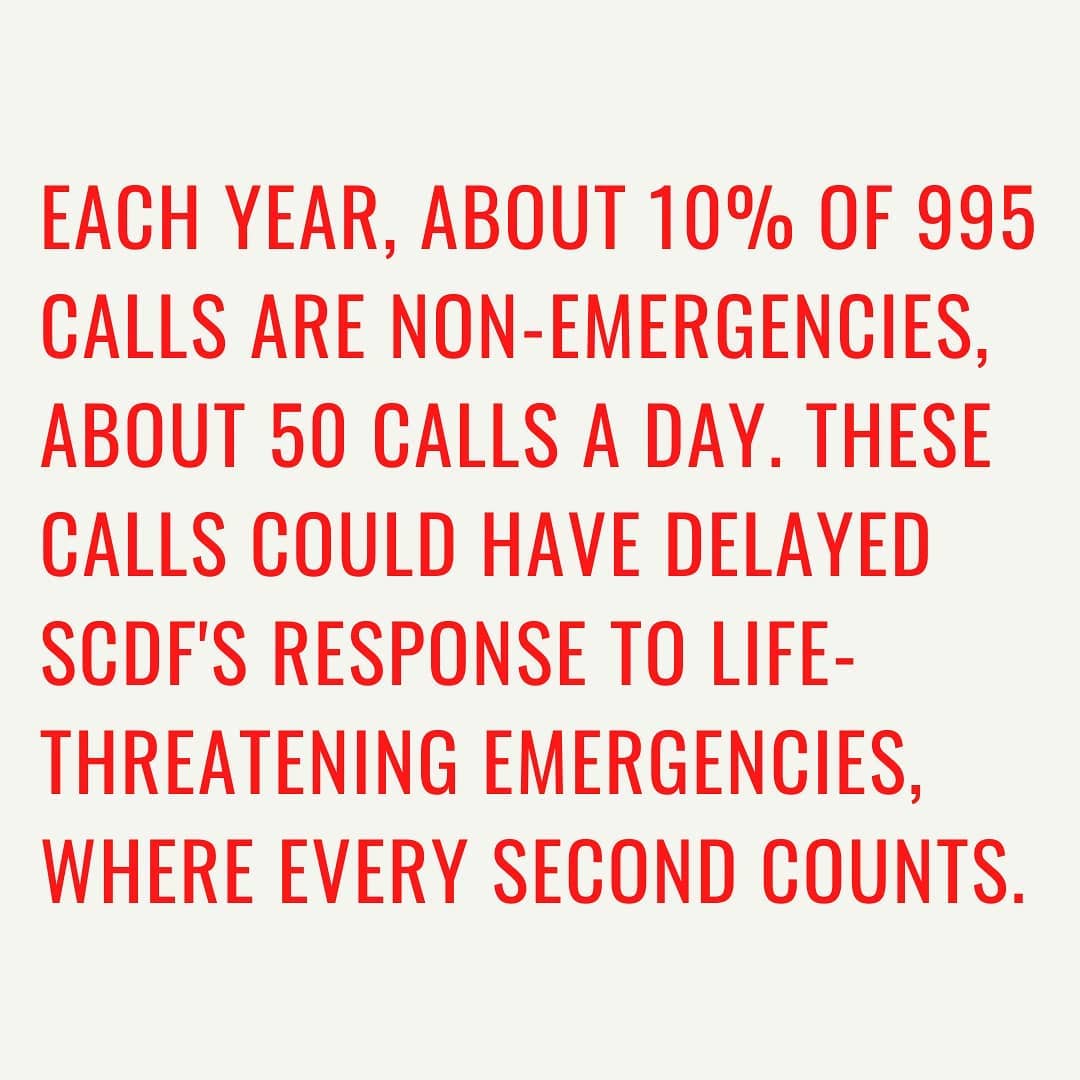 EACH YEAR, ABOUT 10% OF 995
CALLS ARE NON-EMERGENCIES,
ABOUT 50 CALLS A DAY. THESE
CALLS COULD HAVE DELAYED
SCDF'S RESPONSE TO LIFE-
THREATENING EMERGENCIES,
WHERE EVERY SECOND COUNTS.